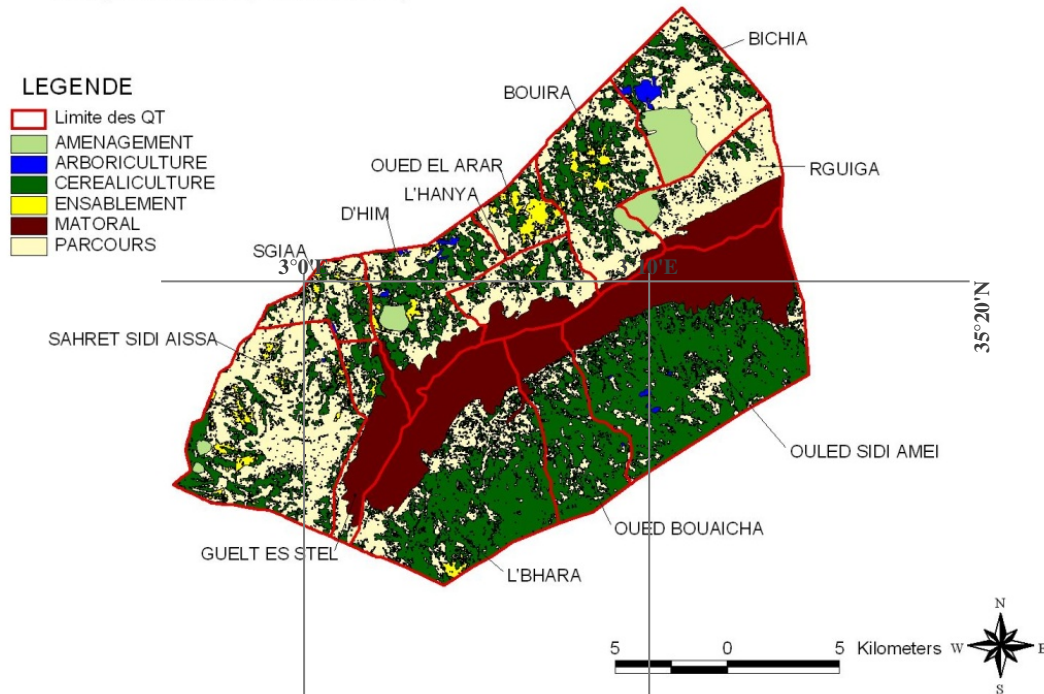 LEGENDE
Limite des QT
AMENAGEMENT
ARBORICULTURE
CEREALICULTURE
ENSABLEMENT
MATORAL
PARCOURS
BICHIA
BOUIRA
OUED EL ARAR
L'HANYA
RGUIGA
D'HIM
SGIAA
3°0'E
10'E
35°20'N
SAHRET SIDI AISSA
OULED SIDI AMEI
OUED BOUAICHA
GUELT ES STEL
L'BHARA
5 0 5 Kilometers
N
W E
S